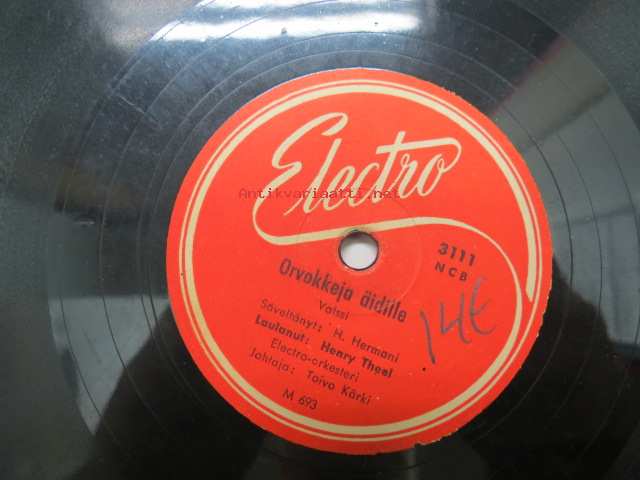 Electro
Antikvariaatti.net
3111
NCB
Orvokkeja äidille
Valssi
Säveltänyt: H. Hermani
Laulanut: Henry Theel
Electro-orkesteri
Johtaja: Toivo Kärki
M 693
14€